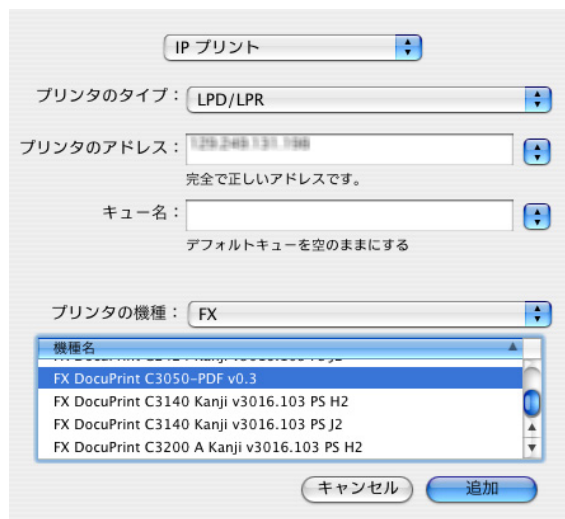 IP プリント
プリンタのタイプ： LPD/LPR
プリンタのアドレス：
完全で正しいアドレスです。
キュー名：
デフォルトキューを空のままにする
プリンタの機種： FX
機種名
FX DocuPrint C3050-PDF v0.3
FX DocuPrint C3140 Kanji v3016.103 PS H2
FX DocuPrint C3140 Kanji v3016.103 PS J2
FX DocuPrint C3200 A Kanji v3016.103 PS H2
キャンセル 追加